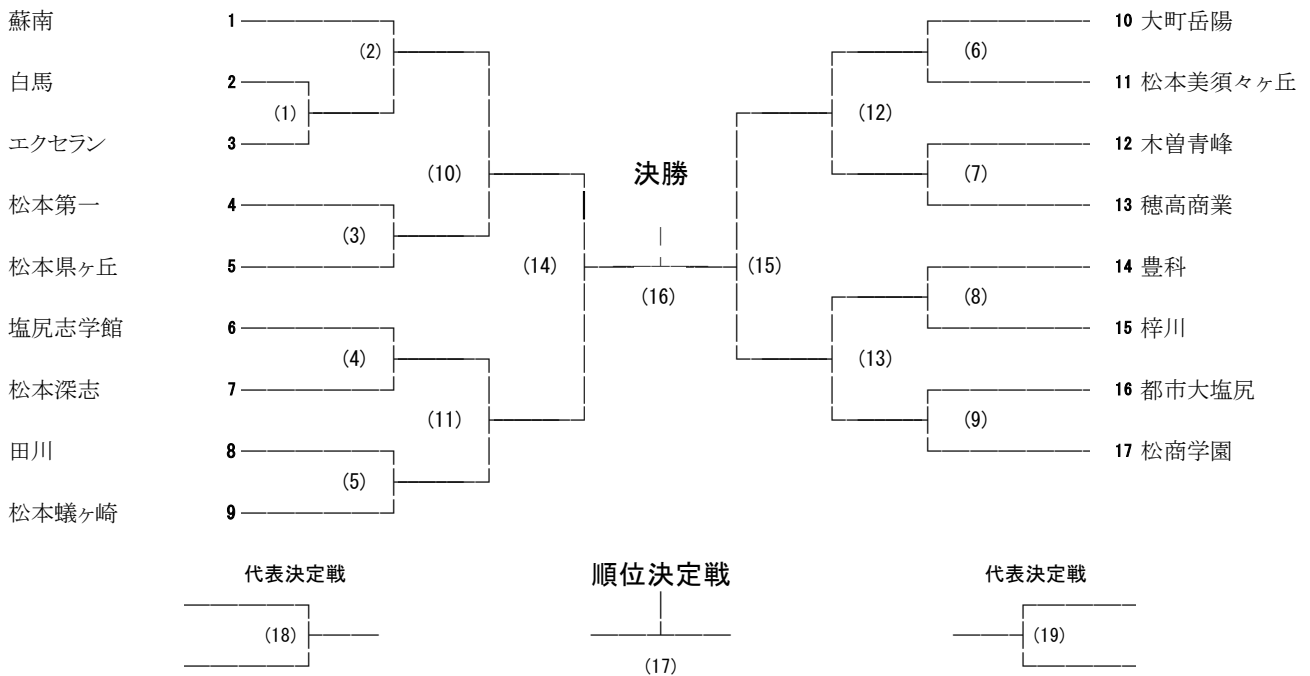 蘇南 1
(2)
白馬 2
(1)
エクセラン 3
(10)
松本第一 4
(3)
松本県ヶ丘 5
(14)
塩尻志学館 6
(4)
松本深志 7
(11)
田川 8
(5)
松本蟻ヶ崎 9
決勝
(16)
10 大町岳陽
(6)
11 松本美須々ヶ丘
(12)
12 木曽青峰
(7)
13 穂高商業
(15)
14 豊科
(8)
15 梓川
(13)
16 都市大塩尻
(9)
17 松商学園
代表決定戦
(18)
順位決定戦
(17)
代表決定戦
(19)